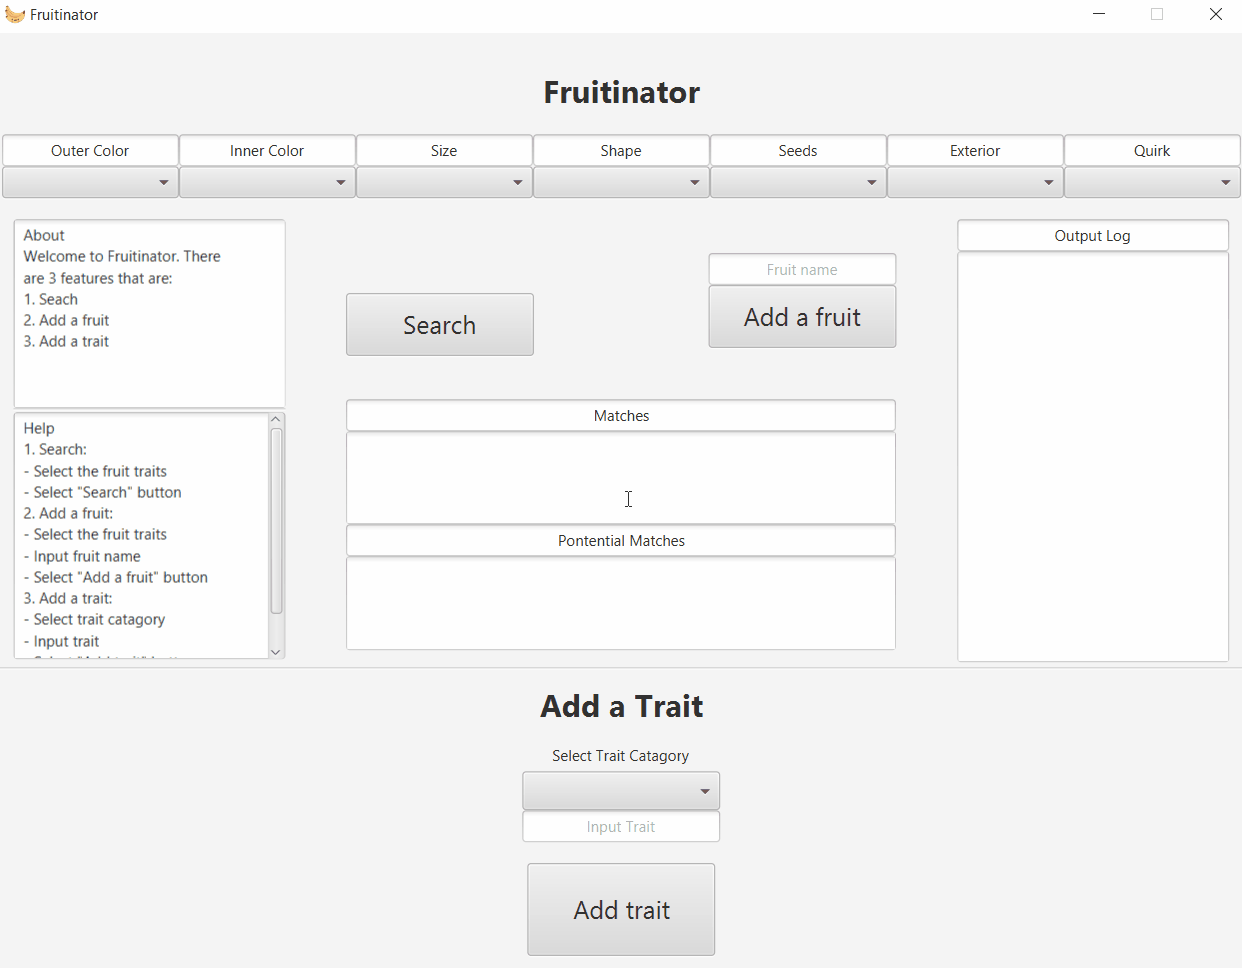 Fruitinator
Fruitinator
Outer Color
Inner Color
Size
Shape
Seeds
Exterior
Quirk
About
Welcome to Fruitinator. There
are 3 features that are:
1. Seach
2. Add a fruit
3. Add a trait
Help
1. Search:
- Select the fruit traits
- Select "Search" button
2. Add a fruit:
- Select the fruit traits
- Input fruit name
- Select "Add a fruit" button
3. Add a trait:
- Select trait catagory
- Input trait
Search
Fruit name
Add a fruit
Matches
Pontential Matches
Output Log
Add a Trait
Select Trait Catagory
Input Trait
Add trait